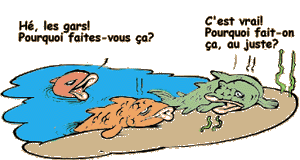 Hé, les gars!
Pourquoi faites-vous ça?
C'est vrai!
Pourquoi fait-on
ça, au juste?